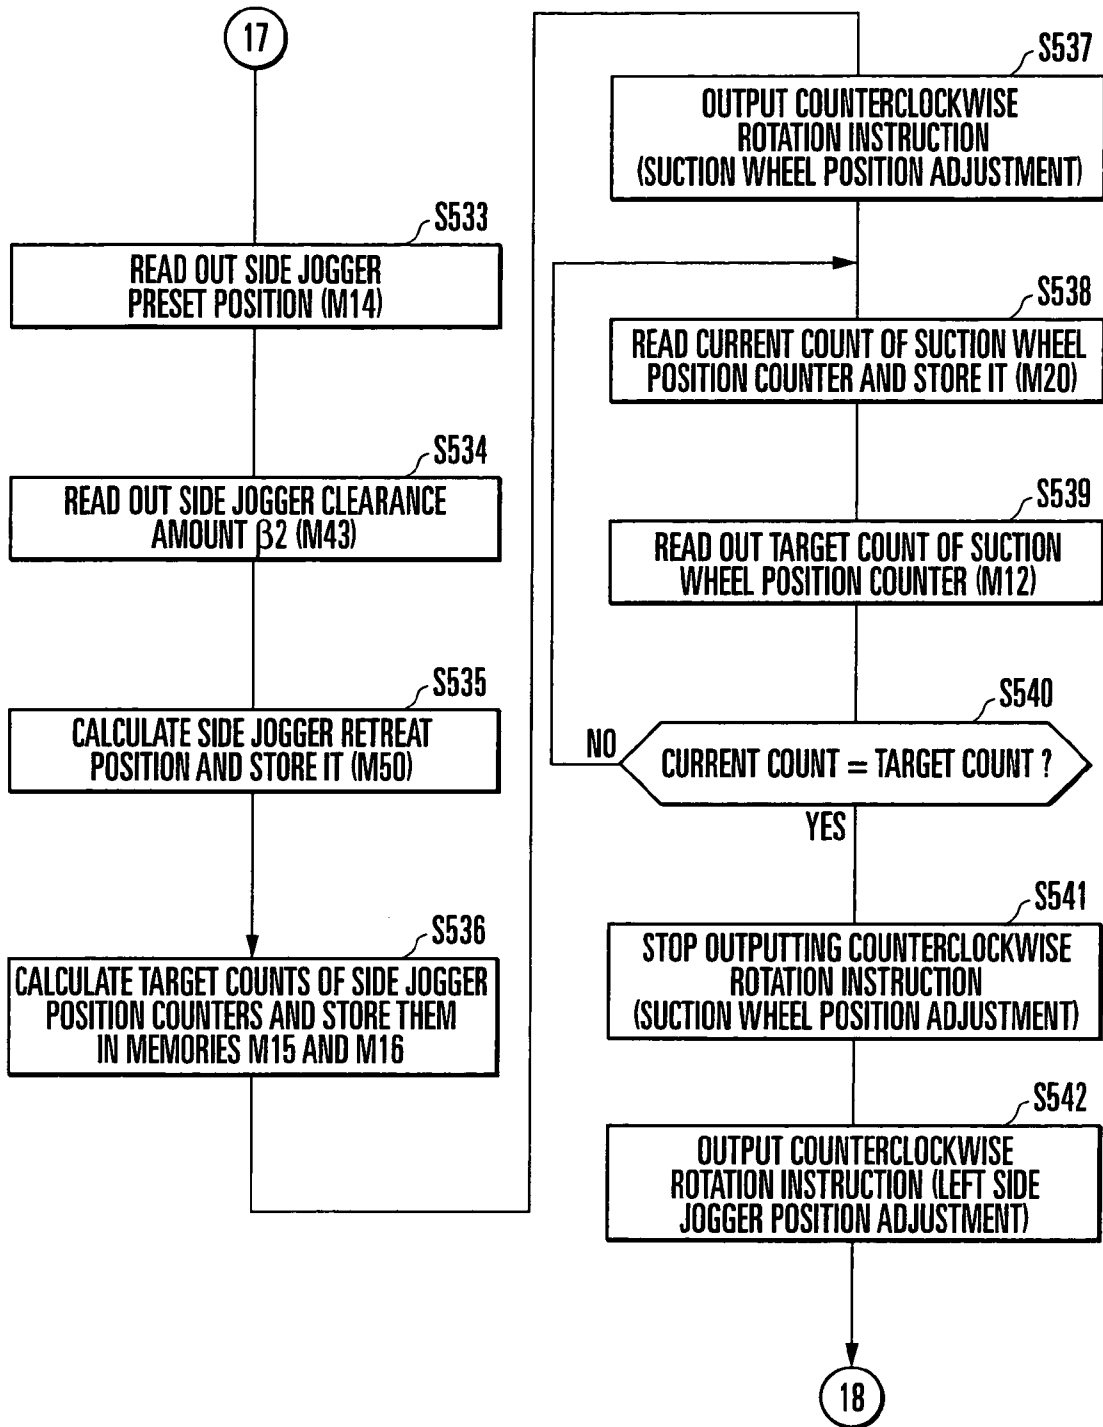 17
S533
READ OUT SIDE JOGGER
PRESET POSITION (M14)
S534
READ OUT SIDE JOGGER CLEARANCE
AMOUNT β2 (M43)
S535
CALCULATE SIDE JOGGER RETREAT
POSITION AND STORE IT (M50)
S536
CALCULATE TARGET COUNTS OF SIDE JOGGER
POSITION COUNTERS AND STORE THEM
IN MEMORIES M15 AND M16
S537
OUTPUT COUNTERCLOCKWISE
ROTATION INSTRUCTION
(SUCTION WHEEL POSITION ADJUSTMENT)
S538
READ CURRENT COUNT OF SUCTION WHEEL
POSITION COUNTER AND STORE IT (M20)
S539
READ OUT TARGET COUNT OF SUCTION
WHEEL POSITION COUNTER (M12)
S540
NO
CURRENT COUNT = TARGET COUNT ?
YES
S541
STOP OUTPUTTING COUNTERCLOCKWISE
ROTATION INSTRUCTION
(SUCTION WHEEL POSITION ADJUSTMENT)
S542
OUTPUT COUNTERCLOCKWISE
ROTATION INSTRUCTION (LEFT SIDE
JOGGER POSITION ADJUSTMENT)
18